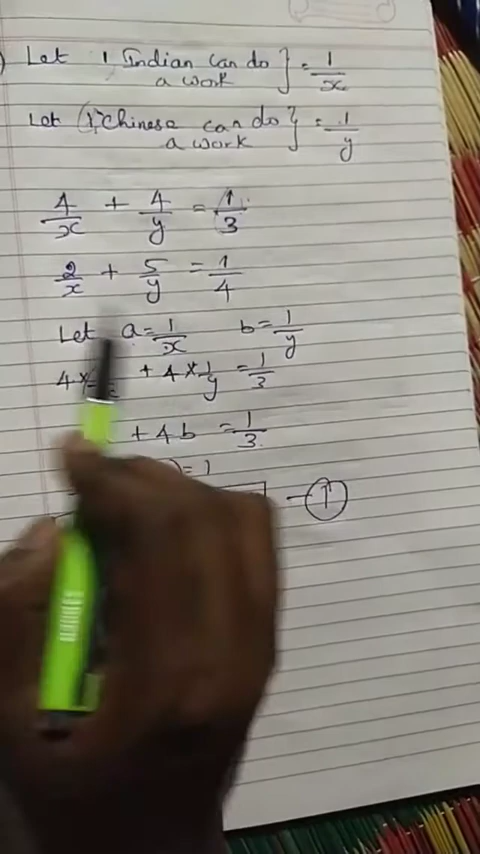 Let 1 Indian can do } = 1/x
a work
Let (1) chinese can do } = 1/y
a work
4/x + 4/y = 1/3
2/x + 5/y = 1/4
Let a = 1/x b = 1/y
4× + 4 × 1/y = 1/3
+ 4b = 1/3
) = 1
— 1